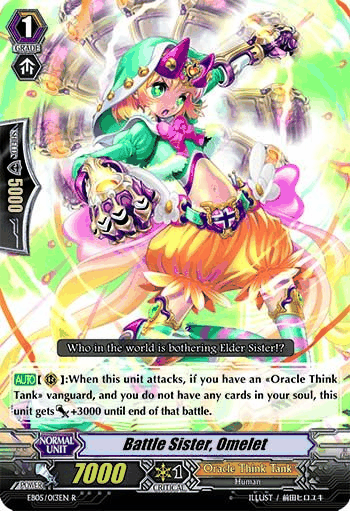 1
GRADE
SHIELD
5000
Who in the world is bothering Elder Sister!?
AUTO [ ]:When this unit attacks, if you have an «Oracle Think
Tank» vanguard, and you do not have any cards in your soul, this
unit gets +3000 until end of that battle.
NORMAL
UNIT
Battle Sister, Omelet
POWER
7000
1
CRITICAL
Oracle Think Tank
Human
EB05/013EN R
ILLUST / 前田ヒロユキ